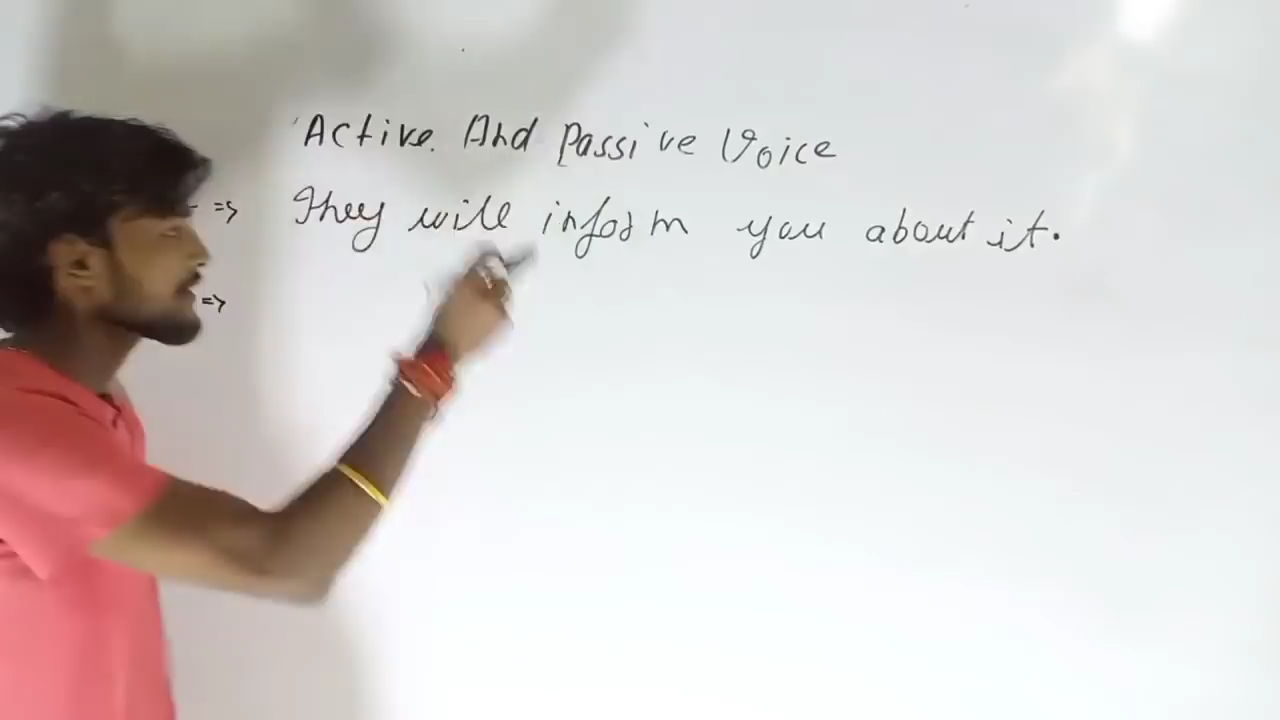 Active And Passive Voice
=> They will inform you about it.
=>